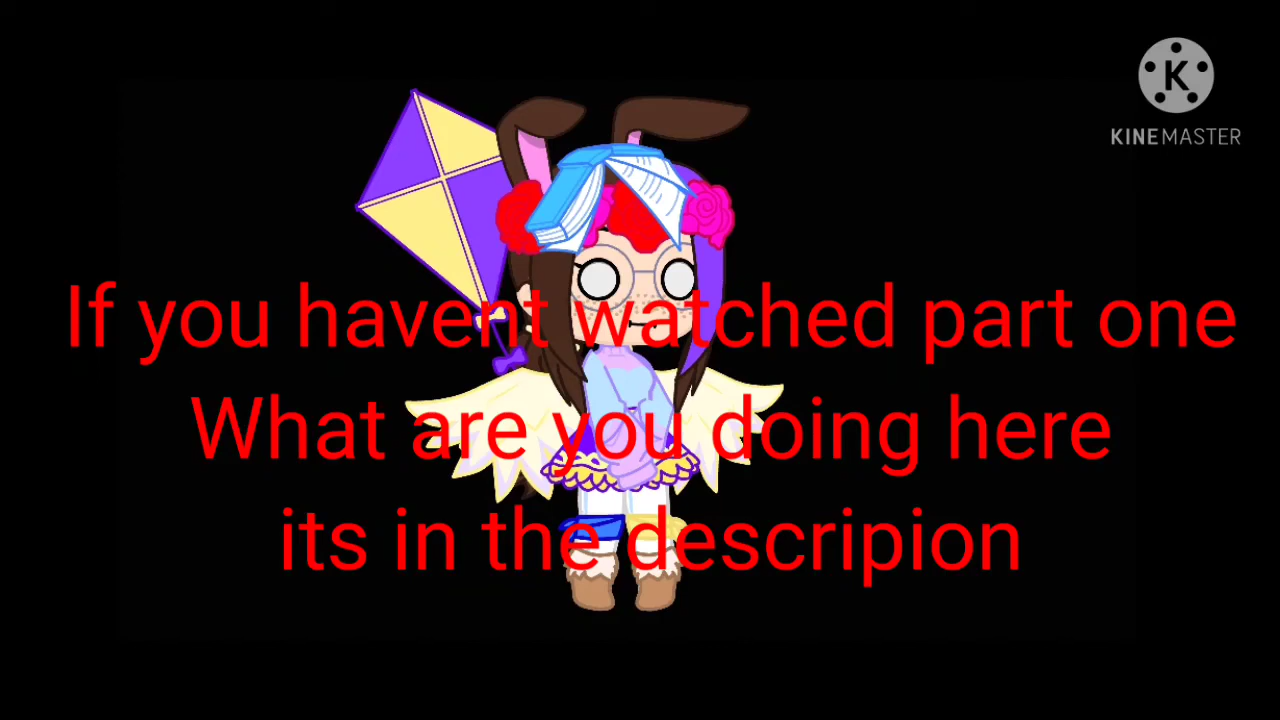 K
KINEMASTER
If you havent watched part one
What are you doing here
its in the descripion